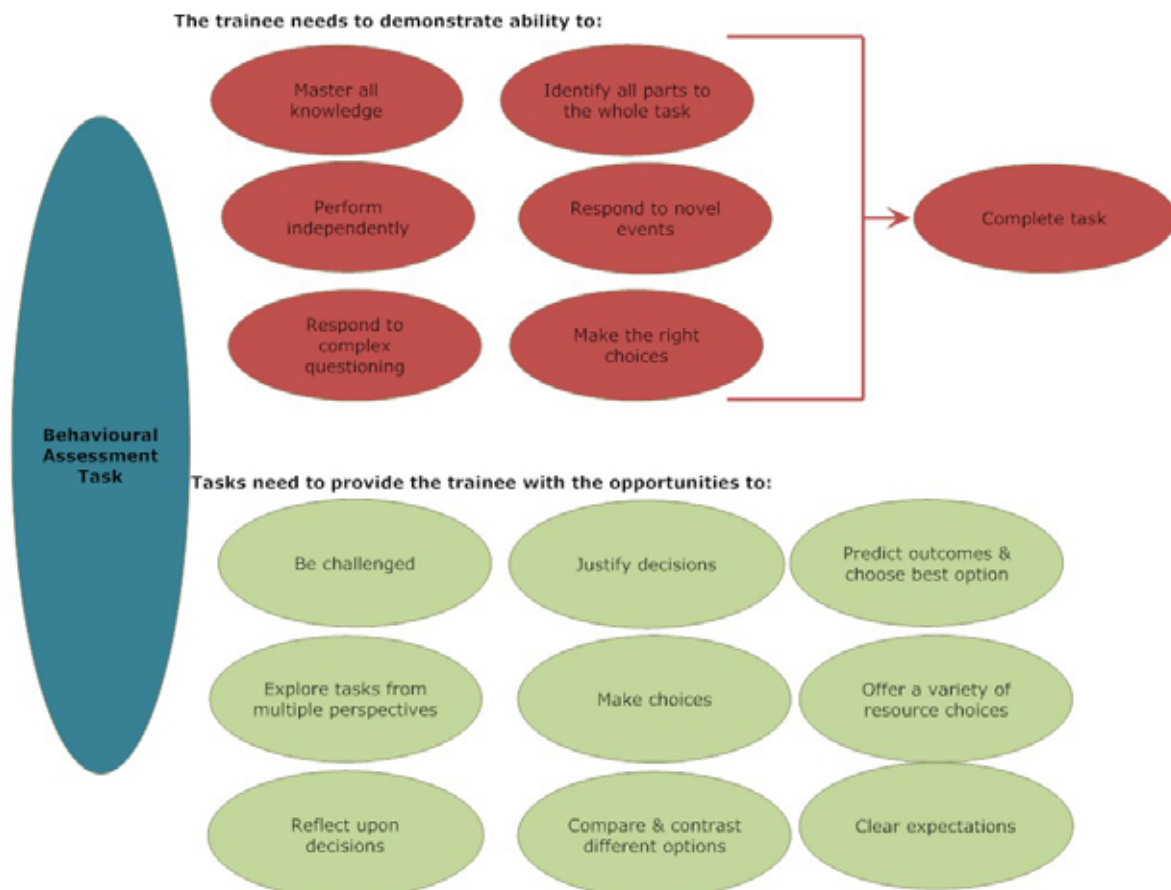 The trainee needs to demonstrate ability to:
Master all
knowledge
Identify all parts to
the whole task
Perform
independently
Respond to novel
events
Complete task
Respond to
complex
questioning
Make the right
choices
Behavioural
Assessment
Task
Tasks need to provide the trainee with the opportunities to:
Be challenged
Justify decisions
Predict outcomes &
choose best option
Explore tasks from
multiple perspectives
Make choices
Offer a variety of
resource choices
Reflect upon
decisions
Compare & contrast
different options
Clear expectations